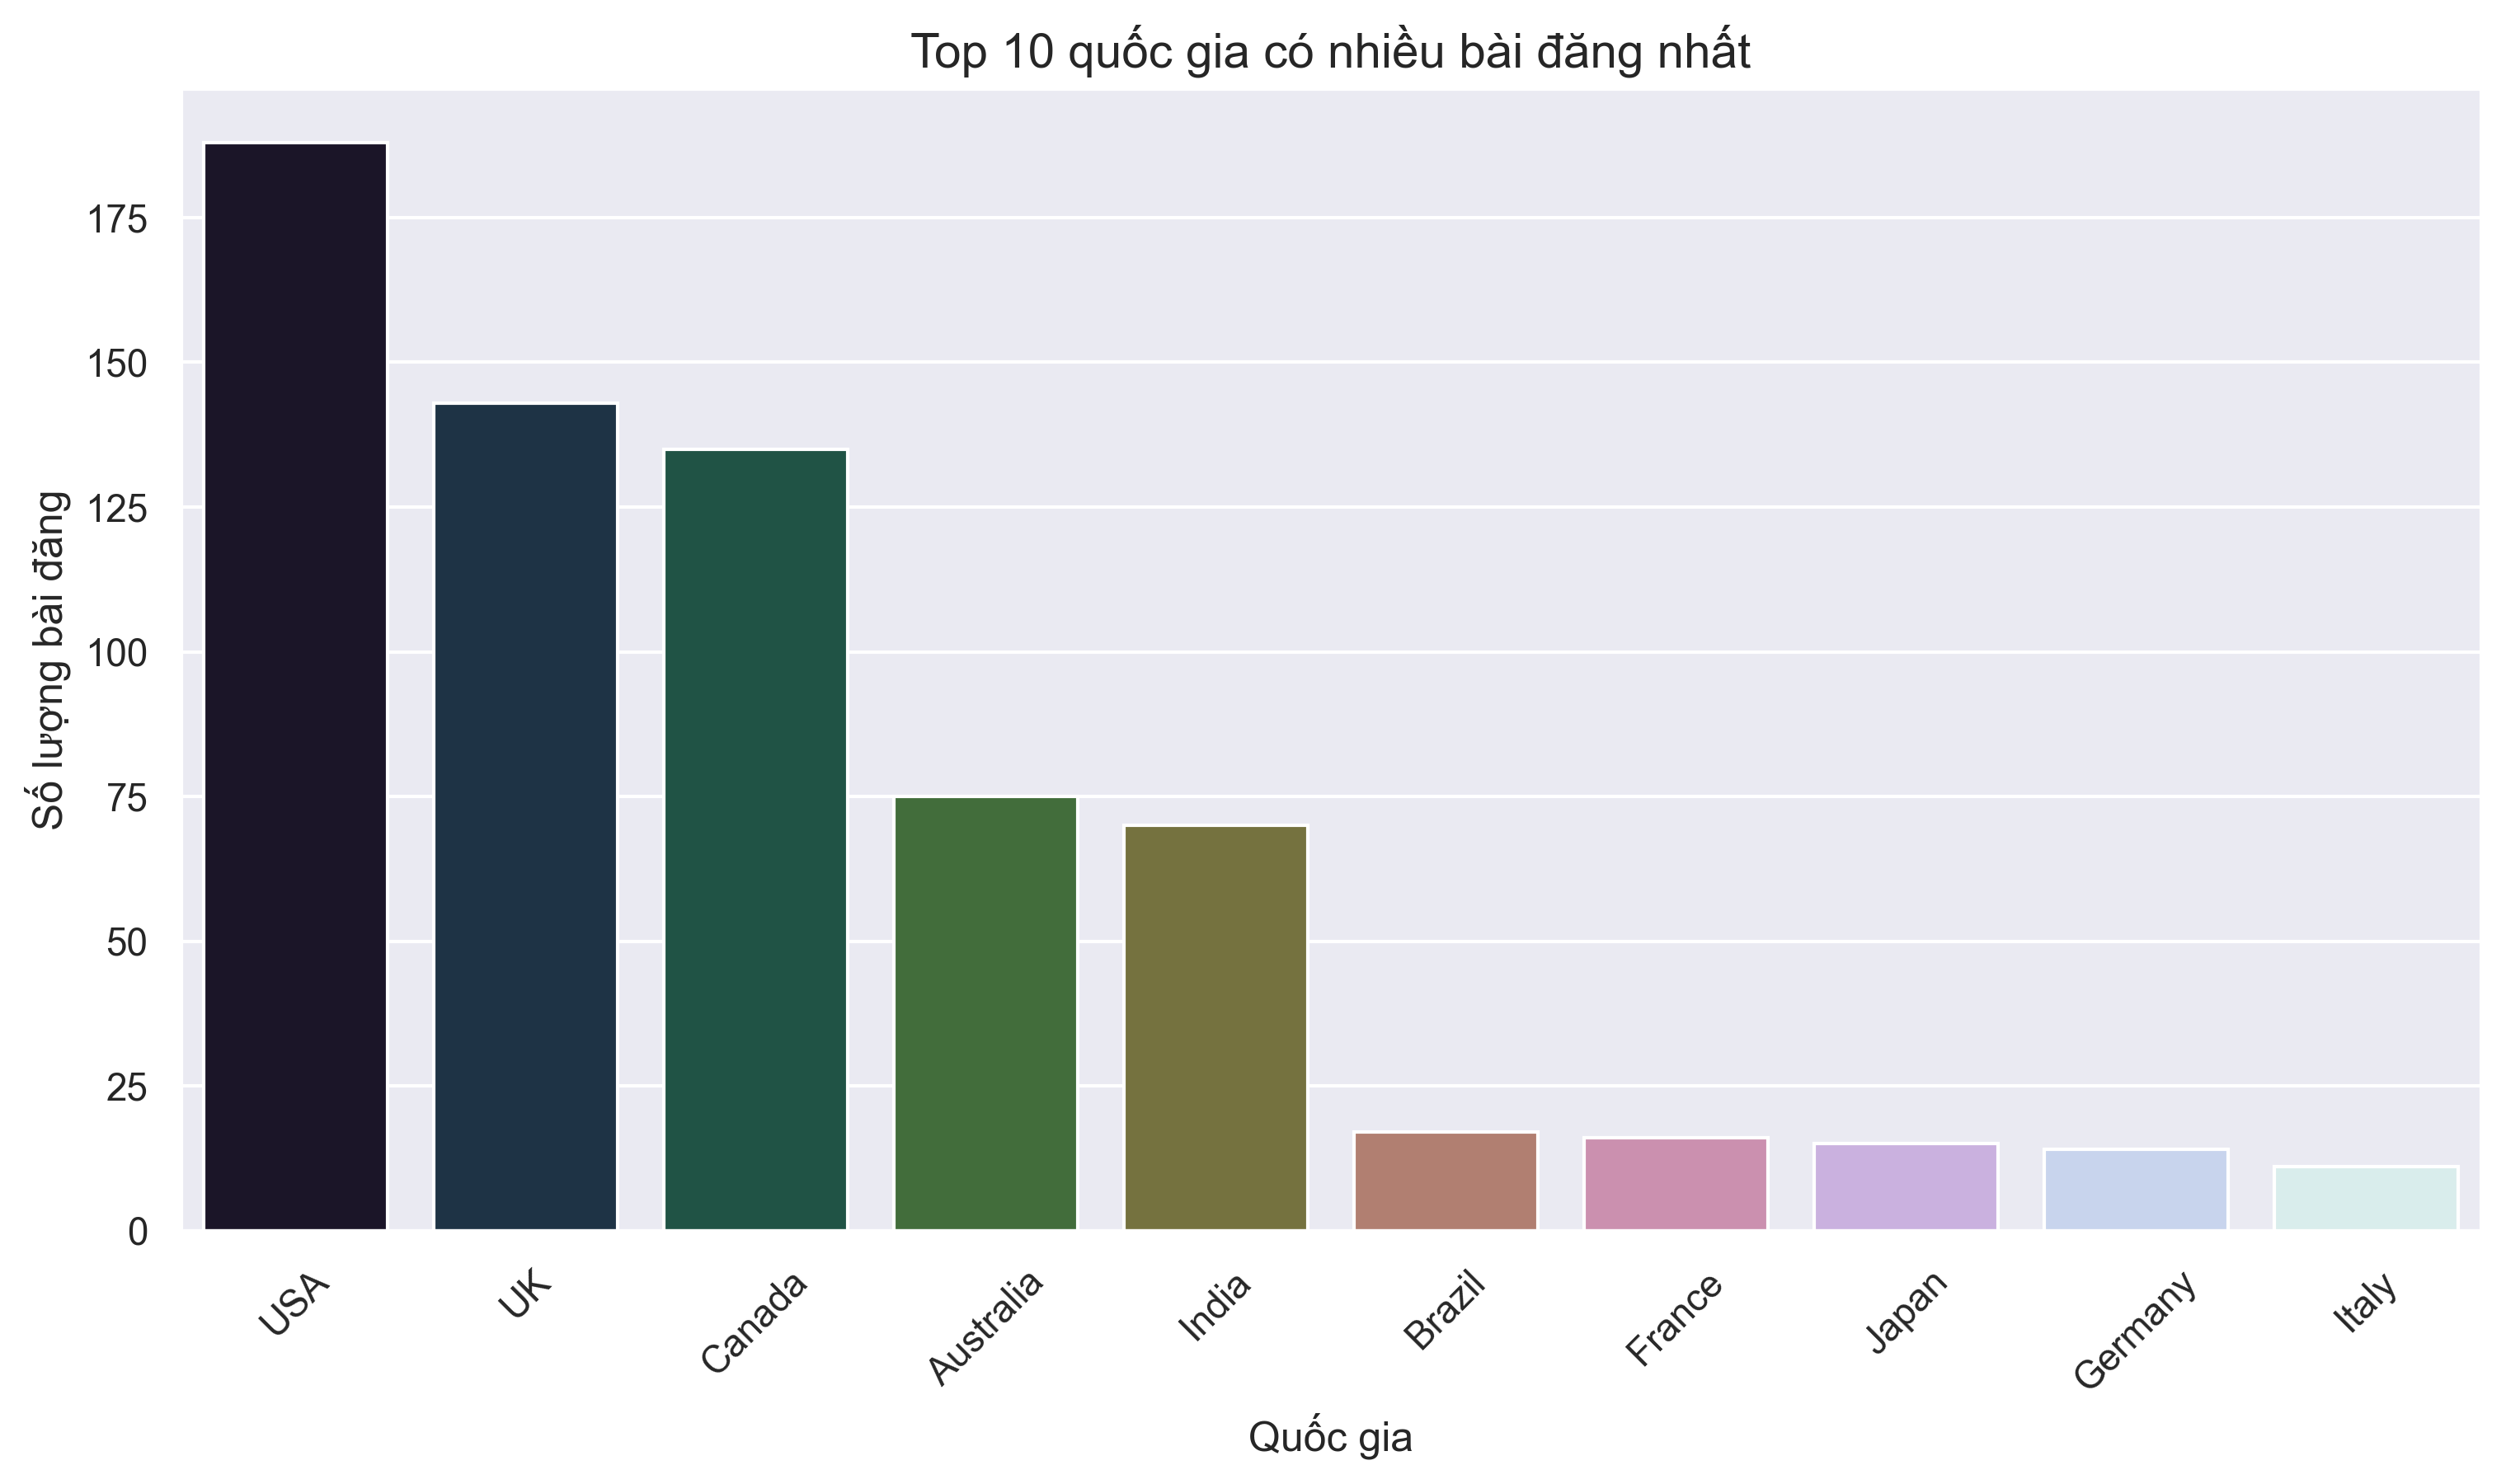 Top 10 quốc gia có nhiều bài đăng nhất
Số lượng bài đăng
175
150
125
100
75
50
25
0
USA
UK
Canada
Australia
India
Brazil
France
Japan
Germany
Italy
Quốc gia